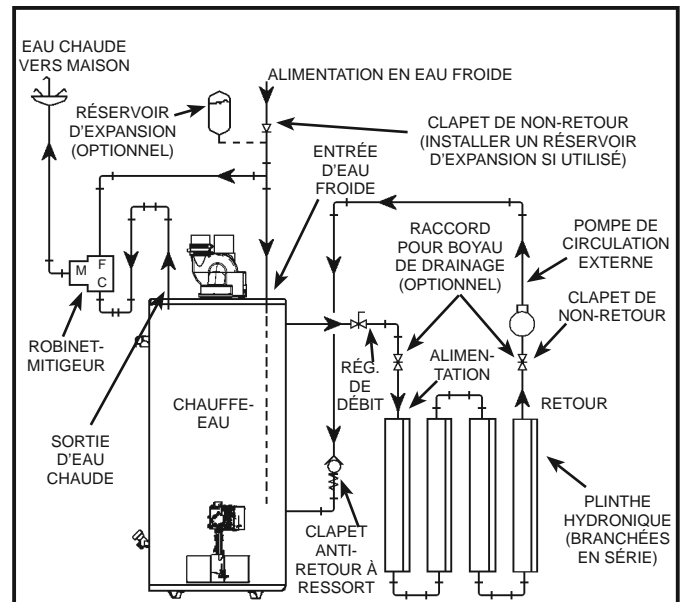 EAU CHAUDE
VERS MAISON
ALIMENTATION EN EAU FROIDE
RÉSERVOIR
D'EXPANSION
(OPTIONNEL)
CLAPET DE NON-RETOUR
(INSTALLER UN RÉSERVOIR
D'EXPANSION SI UTILISÉ)
ENTRÉE
D'EAU
FROIDE
RACCORD
POUR BOYAU
DE DRAINAGE
(OPTIONNEL)
POMPE DE
CIRCULATION
EXTERNE
CLAPET DE
NON-RETOUR
M
F
C
ROBINET-
MITIGEUR
RÉG.
DE
DÉBIT
ALIMEN-
TATION
CHAUFFE-
EAU
RETOUR
SORTIE
D'EAU
CHAUDE
CLAPET
ANTI-
RETOUR À
RESSORT
PLINTHE
HYDRONIQUE
(BRANCHÉES
EN SÉRIE)